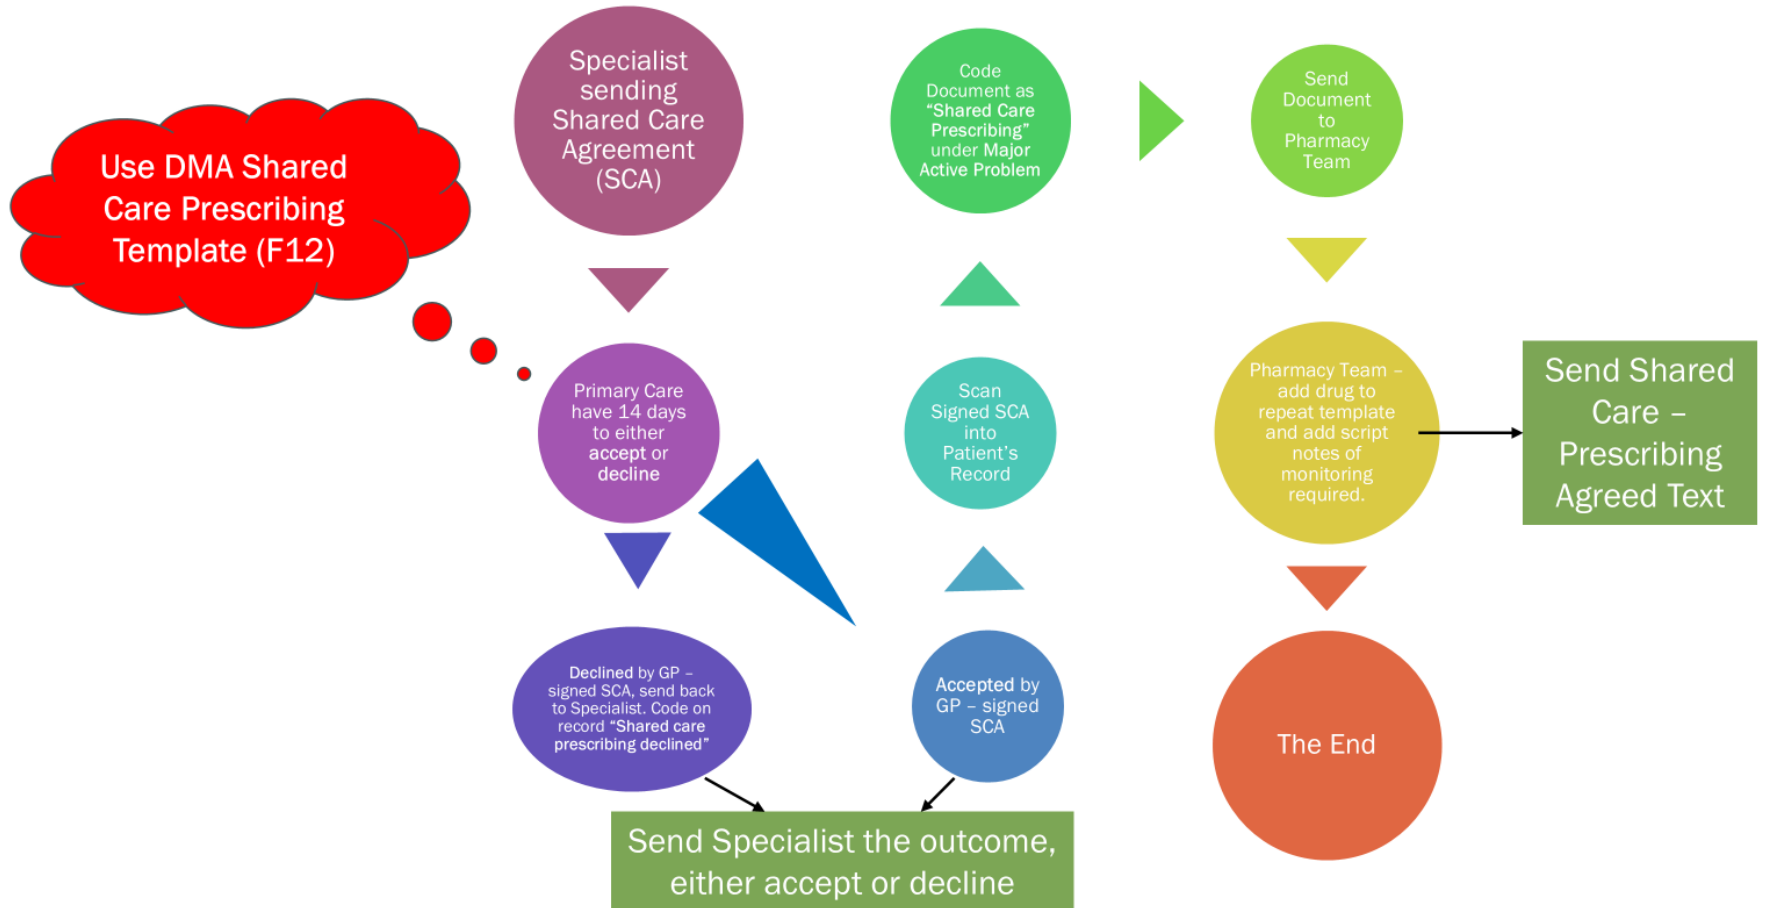 Use DMA Shared
Care Prescribing
Template (F12)
Specialist
sending
Shared Care
Agreement
(SCA)
Primary Care
have 14 days
to either
accept or
decline
Declined by GP –
signed SCA, send back
to Specialist. Code on
record “Shared care
prescribing declined”
Accepted by
GP – signed
SCA
Send Specialist the outcome,
either accept or decline
Scan
Signed SCA
into
Patient’s
Record
Code
Document as
“Shared Care
Prescribing”
under Major
Active Problem
Send
Document
to
Pharmacy
Team
Pharmacy Team –
add drug to
repeat template
and add script
notes of
monitoring
required.
Send Shared
Care –
Prescribing
Agreed Text
The End